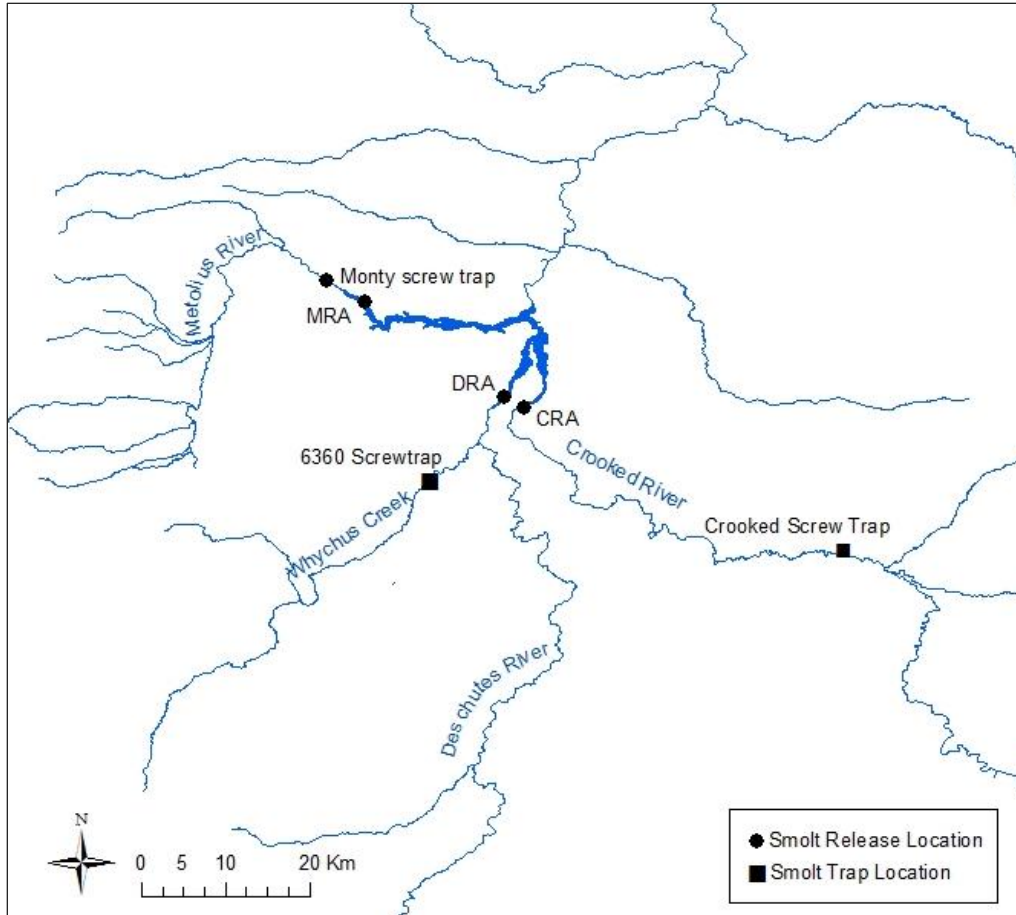 Metolius River
Monty screw trap
MRA
DRA
CRA
6360 Screwtrap
Crooked River
Whychus Creek
Crooked Screw Trap
Deschutes River
N
0 5 10 20 Km
Smolt Release Location
Smolt Trap Location